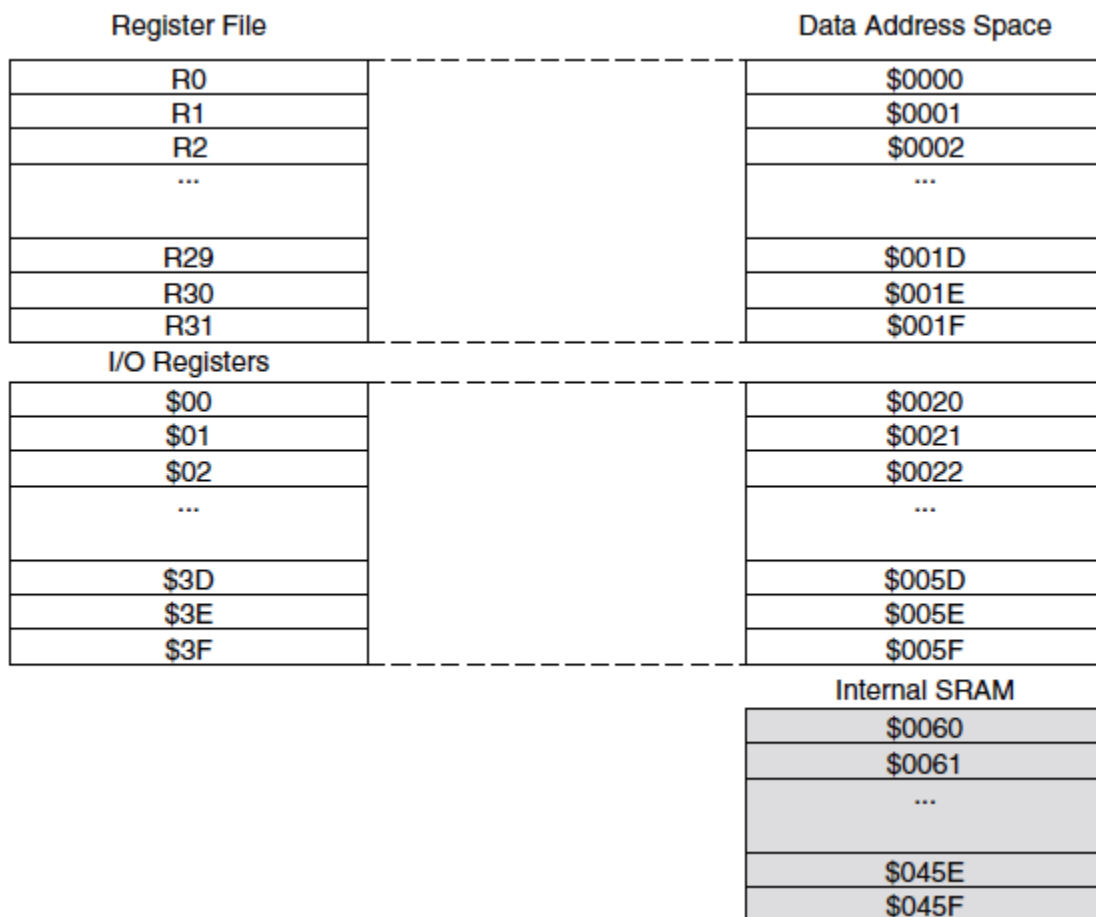 Register File Data Address Space
R0 $0000
R1 $0001
R2 $0002
... ...
R29 $001D
R30 $001E
R31 $001F
I/O Registers
$00 $0020
$01 $0021
$02 $0022
... ...
$3D $005D
$3E $005E
$3F $005F
Internal SRAM
$0060
$0061
...
$045E
$045F